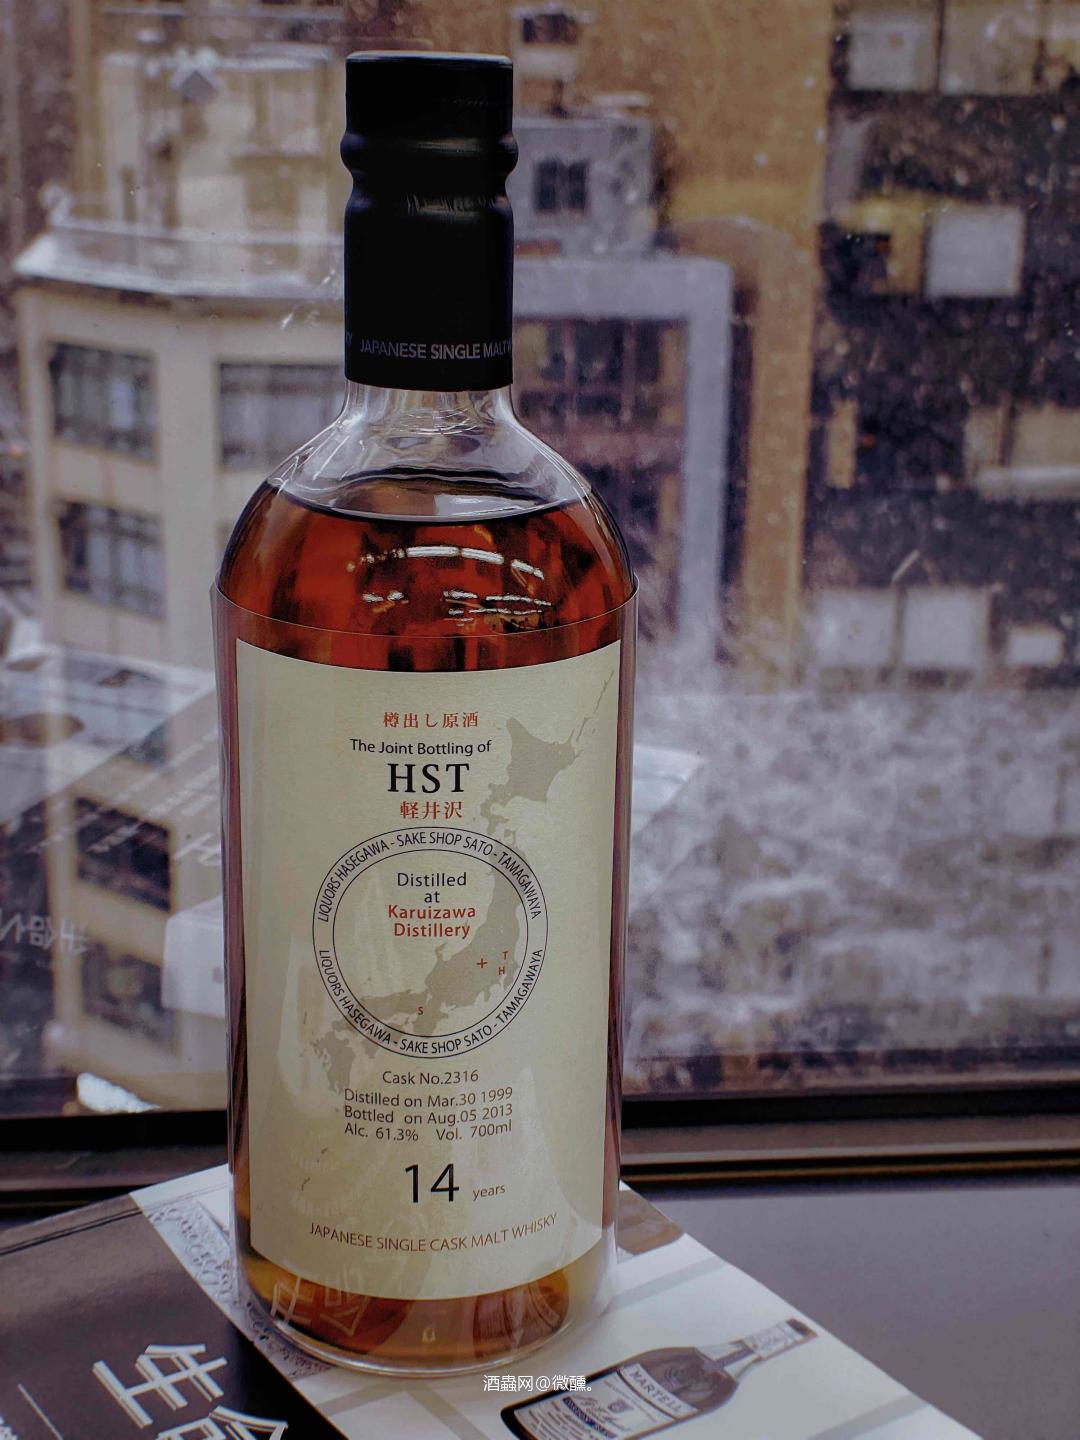 JAPANESE SINGLE MALT
樽出し原酒
The Joint Bottling of
HST
軽井沢
LIQUORS HASEGAWA - SAKE SHOP SATO - TAMAGAWAYA
Distilled
at
Karuizawa
Distillery
T
H
S
LIQUORS HASEGAWA - SAKE SHOP SATO - TAMAGAWAYA
Cask No.2316
Distilled on Mar.30 1999
Bottled on Aug.05 2013
Alc. 61.3% Vol. 700ml
14 years
JAPANESE SINGLE CASK MALT WHISKY
MARTELL
酒蟲网@微醺。